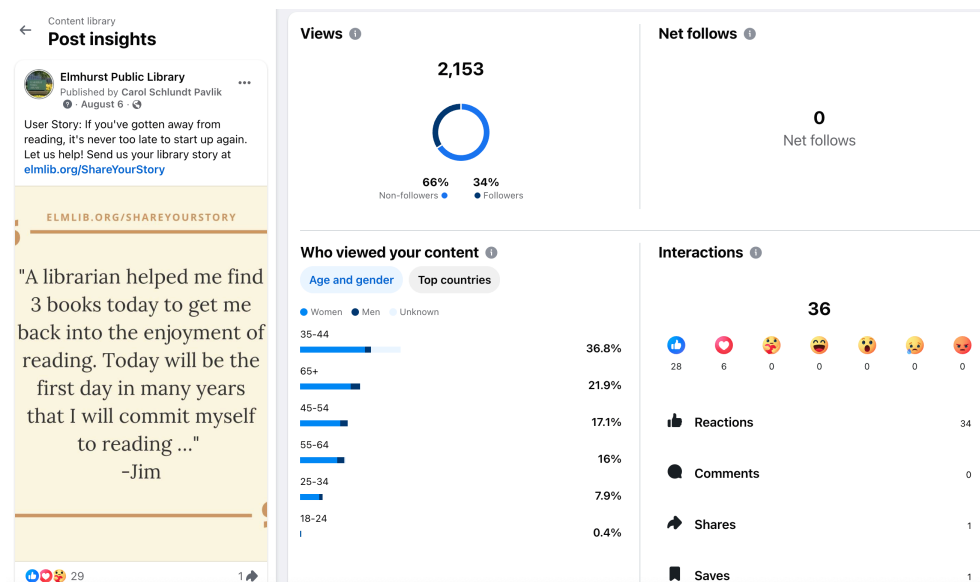 Content library
Post insights
Elmhurst Public Library
Published by Carol Schlundt Pavlik
· August 6 ·
User Story: If you've gotten away from
reading, it's never too late to start up again.
Let us help! Send us your library story at
elmlib.org/ShareYourStory
ELMLIB.ORG/SHAREYOURSTORY
"A librarian helped me find
3 books today to get me
back into the enjoyment of
reading. Today will be the
first day in many years
that I will commit myself
to reading ..."
-Jim
29
1
Views
2,153
66%
Non-followers
34%
Followers
Net follows
0
Net follows
Who viewed your content
Age and gender
Top countries
Women
Men
Unknown
35-44
36.8%
65+
21.9%
45-54
17.1%
55-64
16%
25-34
7.9%
18-24
0.4%
Interactions
36
28
6
0
0
0
0
0
Reactions
34
Comments
0
Shares
1
Saves
1